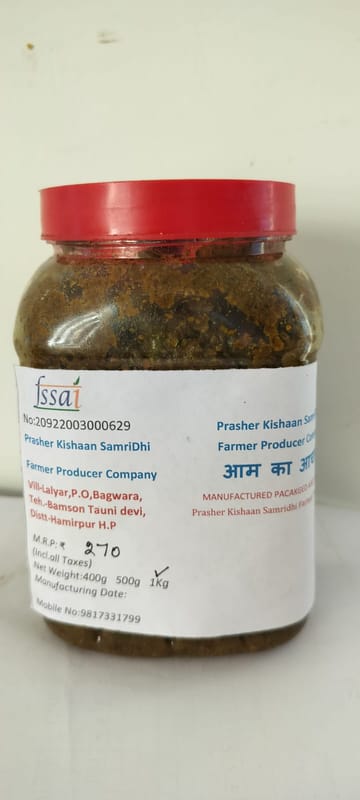 fssai
No:20922003000629
Prasher Kishaan SamriDhi
Farmer Producer Company
Vill-Lalyar,P.O,Bagwara,
Teh.-Bamson Tauni devi,
Distt-Hamirpur H.P
M.R.P:₹ 270
(incl.all Taxes)
Net Weight:400g 500g 1Kg
Manufacturing Date:
Mobile No:9817331799
Prasher Kishaan
Farmer Producer
आम का
MANUFACTURED PACAKGED
Prasher Kishaan Samridhi